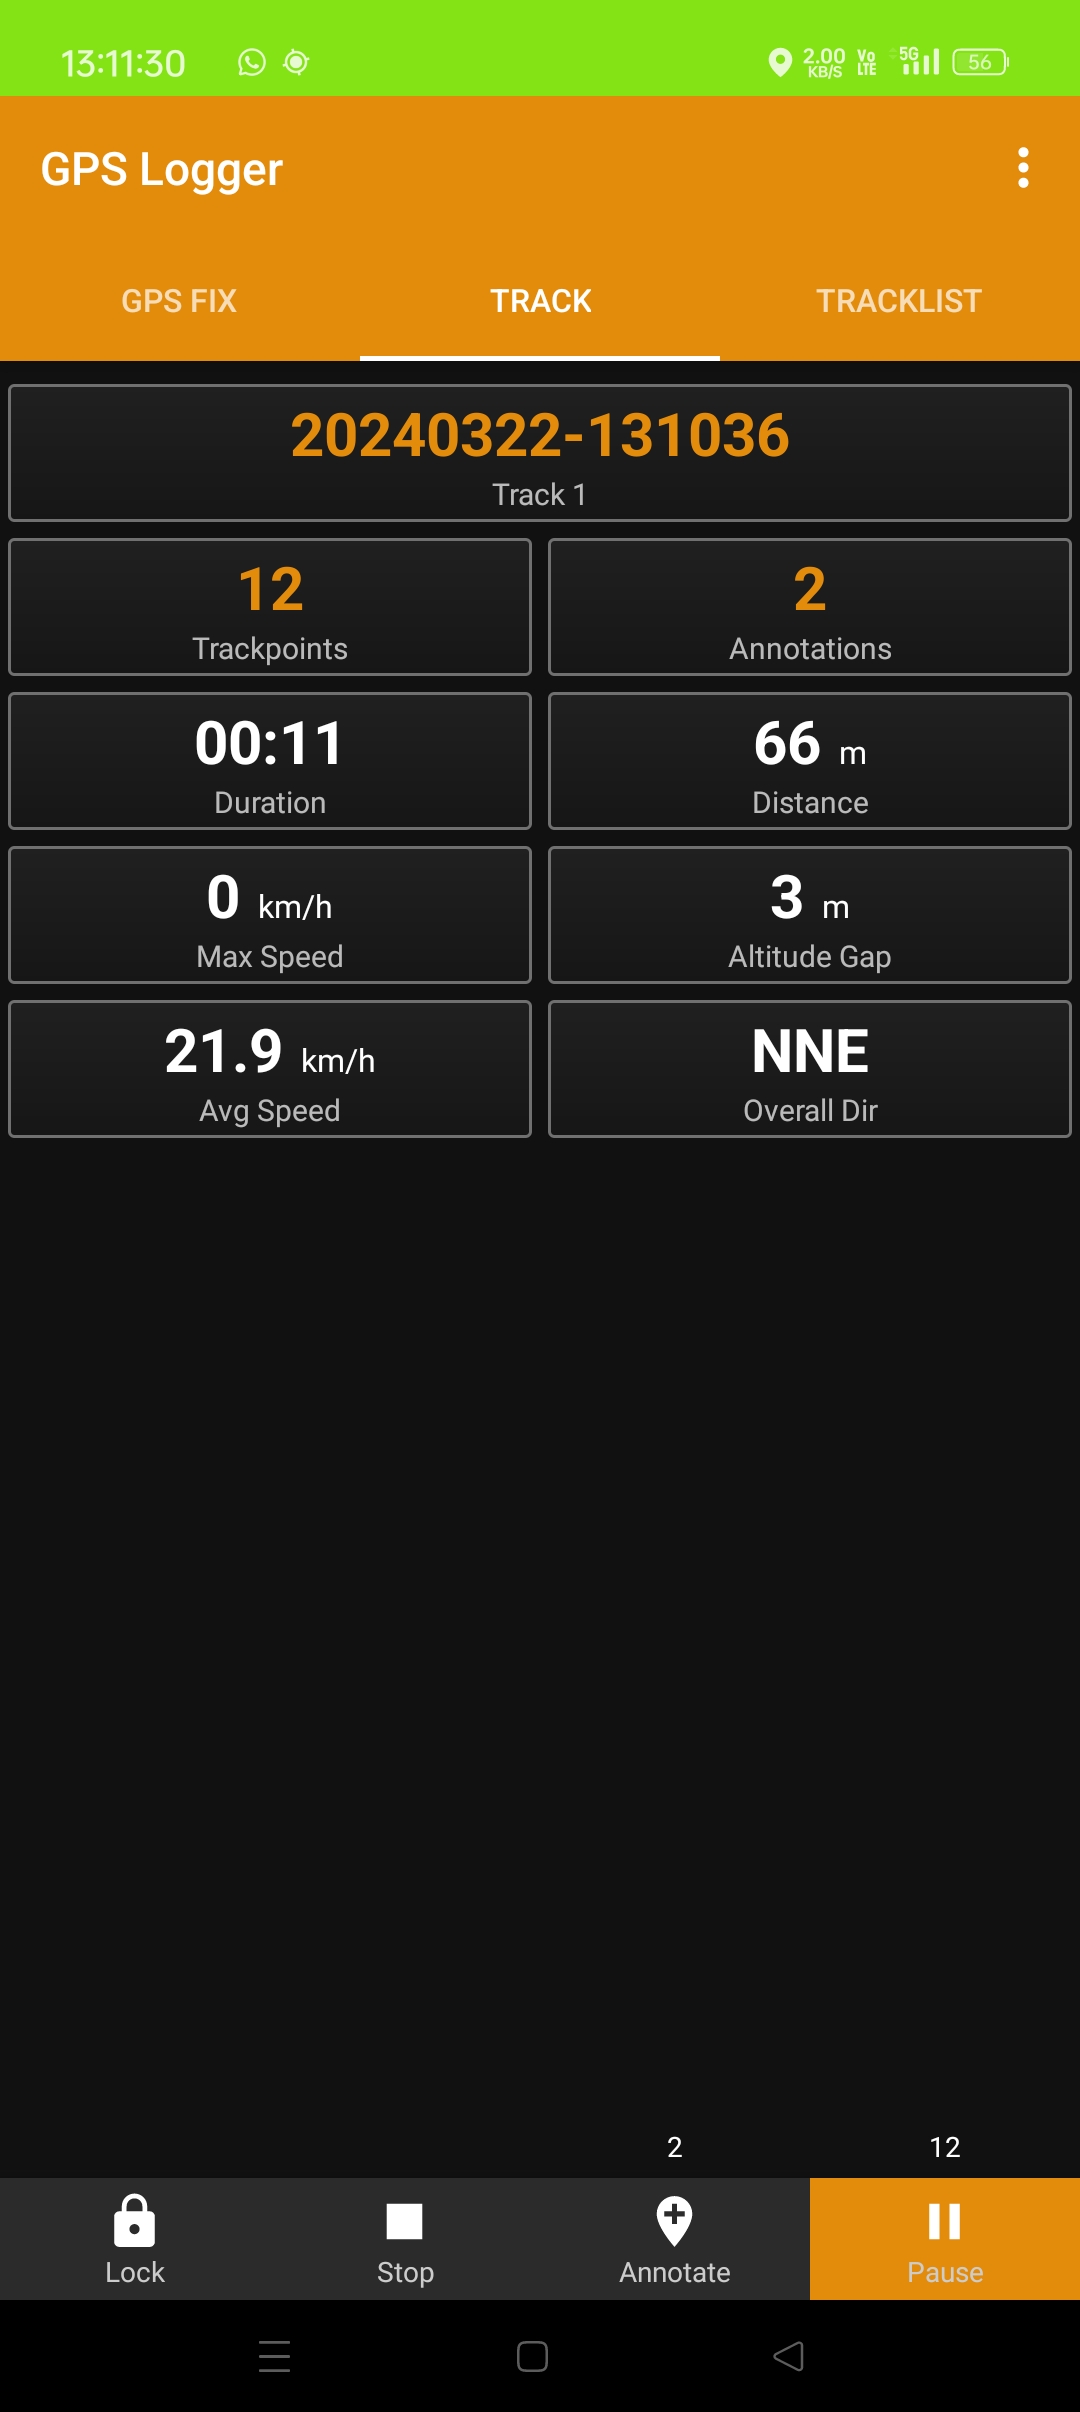 13:11:30 2.00 KB/S Vo LTE 5G 56
GPS Logger
GPS FIX TRACK TRACKLIST
20240322-131036
Track 1
12 2
Trackpoints Annotations
00:11 66 m
Duration Distance
0 km/h 3 m
Max Speed Altitude Gap
21.9 km/h NNE
Avg Speed Overall Dir
2 12
Lock Stop Annotate Pause